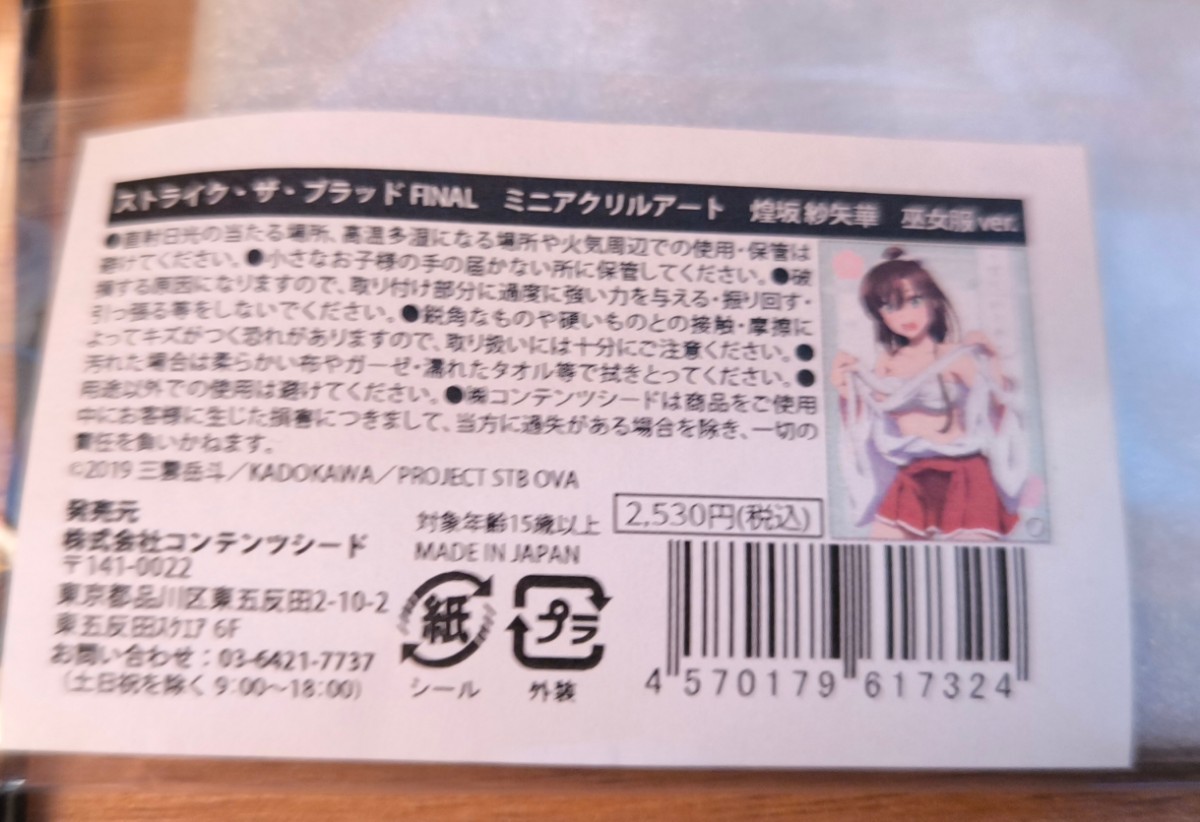 ストライク・ザ・ブラッド FINAL　ミニアクリルアート　煌坂 紗矢華　巫女服 ver.
●直射日光の当たる場所、高温多湿になる場所や火気周辺での使用・保管は
避けてください。●小さなお子様の手の届かない所に保管してください。●破
損する原因になりますので、取り付け部分に過度に強い力を与える・振り回す・
引っ張る等をしないでください。●鋭角なものや硬いものとの接触・摩擦に
よってキズがつく恐れがありますので、取り扱いには十分にご注意ください。●
汚れた場合は柔らかい布やガーゼ・濡れたタオル等で拭きとってください。●
用途以外での使用は避けてください。●㈱コンテンツシードは商品をご使用
中にお客様に生じた損害につきまして、当方に過失がある場合を除き、一切の
責任を負いかねます。
©2019 三雲岳斗／KADOKAWA／PROJECT STB OVA
発売元
株式会社コンテンツシード
〒141-0022
東京都品川区東五反田2-10-2
東五反田ｽｸｴｱ 6F
お問い合わせ：03-6421-7737
（土日祝を除く 9：00～18：00）
対象年齢15歳以上
MADE IN JAPAN
紙
シール
プラ
外装
2,530円(税込)
4 570179 617324